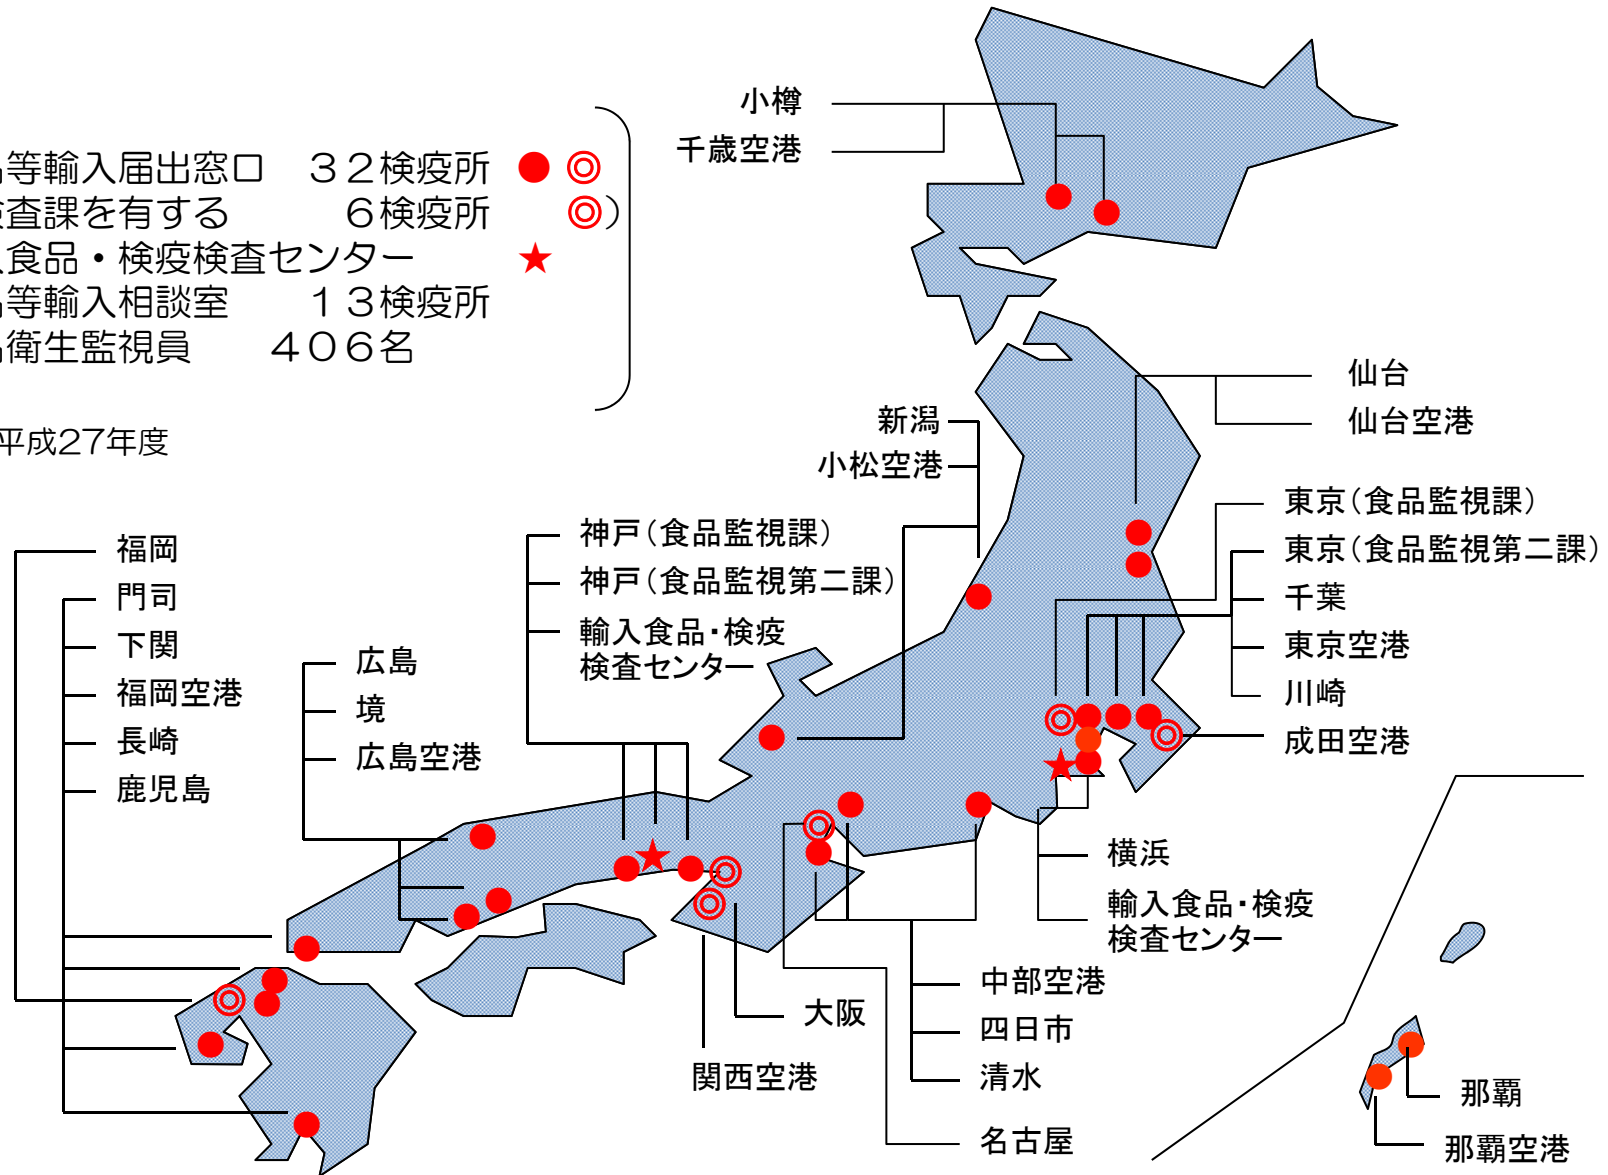 品等輸入届出窓口　３２検疫所 ● ◎
検査課を有する　　　６検疫所　　◎）
食品・検疫検査センター　　★
品等輸入相談室　　１３検疫所
衛生監視員　　４０６名
平成27年度
小樽
千歳空港
仙台
仙台空港
新潟
小松空港
東京（食品監視課）
東京（食品監視第二課）
千葉
東京空港
川崎
成田空港
神戸（食品監視課）
神戸（食品監視第二課）
輸入食品・検疫
検査センター
福岡
門司
下関
福岡空港
長崎
鹿児島
広島
境
広島空港
横浜
輸入食品・検疫
検査センター
中部空港
四日市
清水
名古屋
大阪
関西空港
那覇
那覇空港